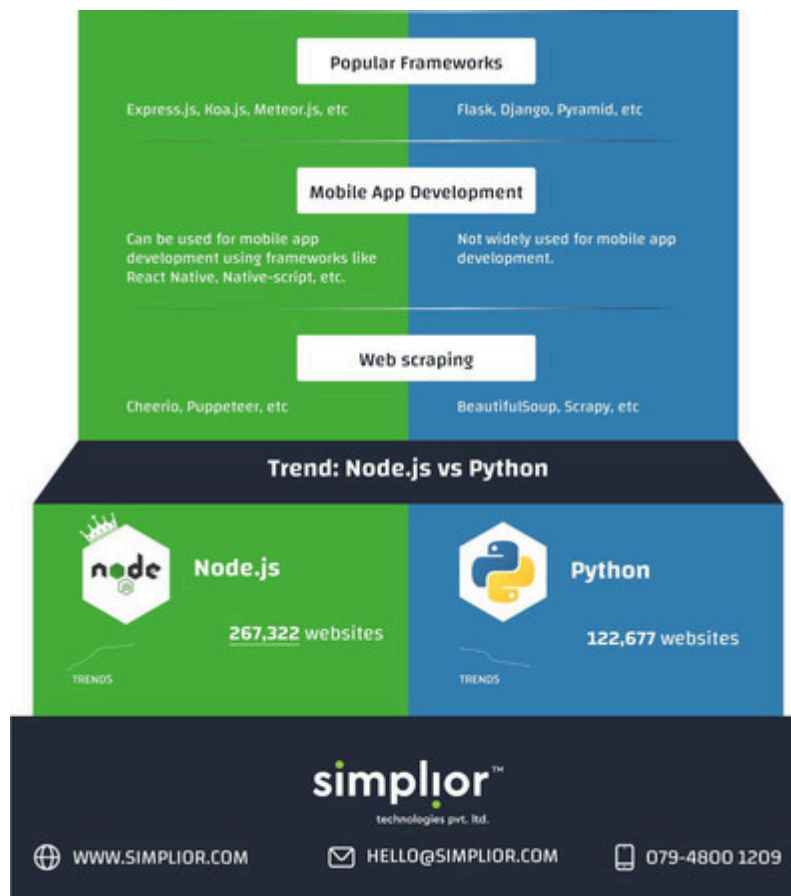 Popular Frameworks
Express.js, Koa.js, Meteor.js, etc
Flask, Django, Pyramid, etc
Mobile App Development
Can be used for mobile app
development using frameworks like
React Native, Native-script, etc.
Not widely used for mobile app
development.
Web scraping
Cheerio, Puppeteer, etc
BeautifulSoup, Scrapy, etc
Trend: Node.js vs Python
node
JS
Node.js
267,322 websites
TRENDS
Python
122,677 websites
TRENDS
simplior™
technologies pvt. ltd.
WWW.SIMPLIOR.COM
HELLO@SIMPLIOR.COM
079-4800 1209